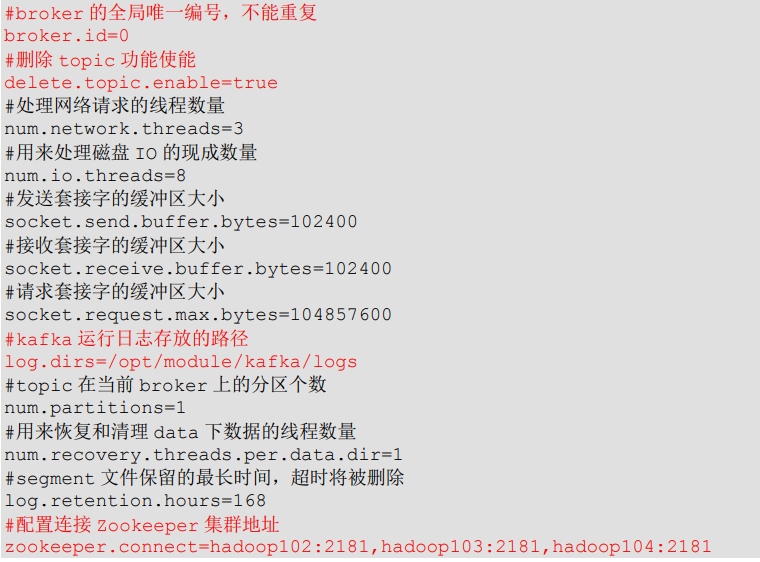 #broker 的全局唯一编号，不能重复
broker.id=0
#删除 topic 功能使能
delete.topic.enable=true
#处理网络请求的线程数量
num.network.threads=3
#用来处理磁盘 IO 的现成数量
num.io.threads=8
#发送套接字的缓冲区大小
socket.send.buffer.bytes=102400
#接收套接字的缓冲区大小
socket.receive.buffer.bytes=102400
#请求套接字的缓冲区大小
socket.request.max.bytes=104857600
#kafka 运行日志存放的路径
log.dirs=/opt/module/kafka/logs
#topic 在当前 broker 上的分区个数
num.partitions=1
#用来恢复和清理 data 下数据的线程数量
num.recovery.threads.per.data.dir=1
#segment 文件保留的最长时间，超时将被删除
log.retention.hours=168
#配置连接 Zookeeper 集群地址
zookeeper.connect=hadoop102:2181,hadoop103:2181,hadoop104:2181